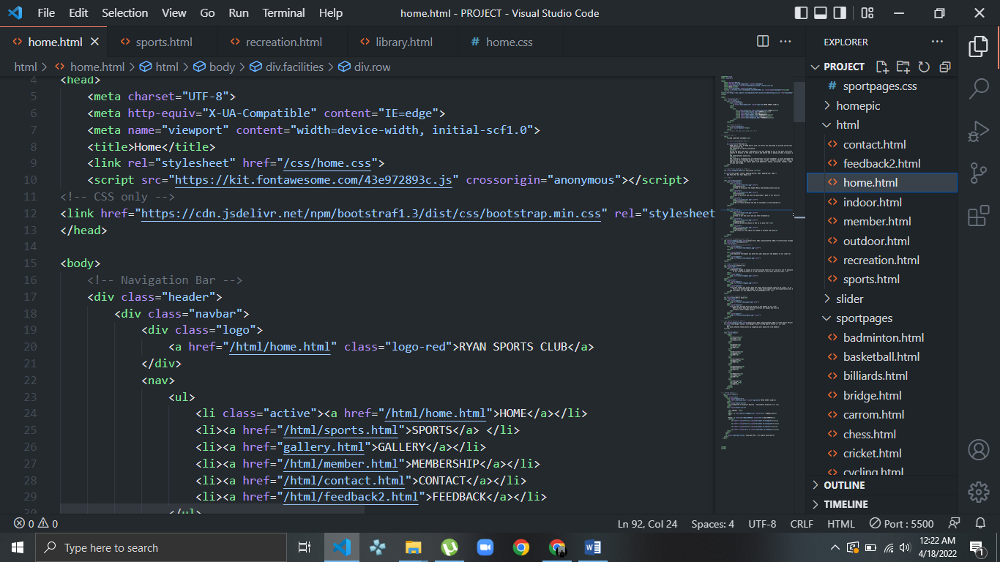 File Edit Selection View Go Run Terminal Help home.html - PROJECT - Visual Studio Code
home.html sports.html recreation.html library.html # home.css
html > home.html > html > body > div.facilities > div.row
4 <head>
5 <meta charset="UTF-8">
6 <meta http-equiv="X-UA-Compatible" content="IE=edge">
7 <meta name="viewport" content="width=device-width, initial-scf1.0">
8 <title>Home</title>
9 <link rel="stylesheet" href="/css/home.css">
10 <script src="https://kit.fontawesome.com/43e972893c.js" crossorigin="anonymous"></script>
11 <!-- CSS only -->
12 <link href="https://cdn.jsdelivr.net/npm/bootstraf1.3/dist/css/bootstrap.min.css" rel="stylesheet
13 </head>
14
15 <body>
16 <!-- Navigation Bar -->
17 <div class="header">
18 <div class="navbar">
19 <div class="logo">
20 <a href="/html/home.html" class="logo-red">RYAN SPORTS CLUB</a>
21 </div>
22 <nav>
23 <ul>
24 <li class="active"><a href="/html/home.html">HOME</a></li>
25 <li><a href="/html/sports.html">SPORTS</a> </li>
26 <li><a href="gallery.html">GALLERY</a></li>
27 <li><a href="/html/member.html">MEMBERSHIP</a></li>
28 <li><a href="/html/contact.html">CONTACT</a></li>
29 <li><a href="/html/feedback2.html">FEEDBACK</a></li>
30 </ul>
EXPLORER
PROJECT
# sportpages.css
homepic
html
contact.html
feedback2.html
home.html
indoor.html
member.html
outdoor.html
recreation.html
sports.html
slider
sportpages
badminton.html
basketball.html
billiards.html
bridge.html
carrom.html
chess.html
cricket.html
cycling.html
OUTLINE
TIMELINE
0 0 Ln 92, Col 24 Spaces: 4 UTF-8 CRLF HTML Port : 5500
Type here to search
12:22 AM
4/18/2022
1